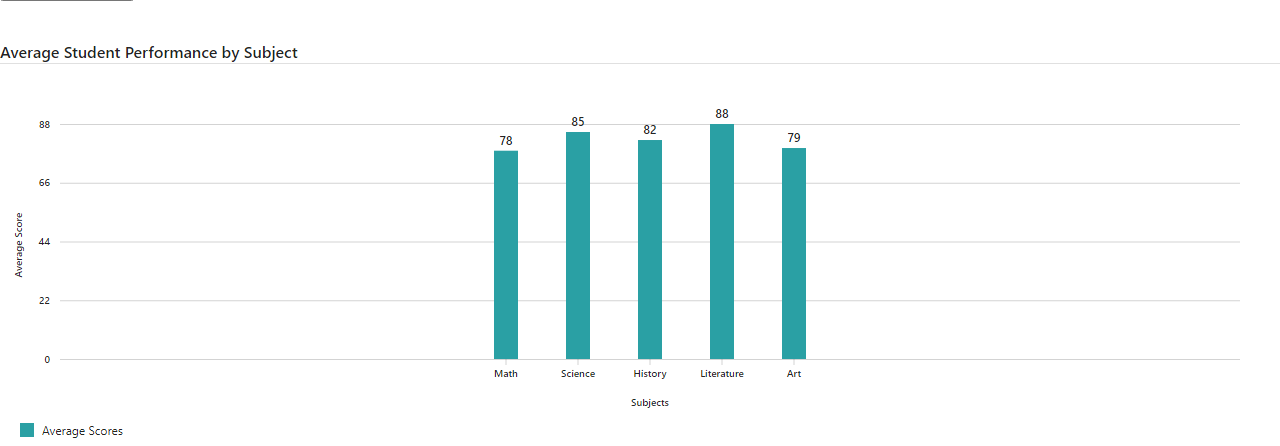 Average Student Performance by Subject
88
66
44
22
0
Average Score
78
85
82
88
79
Math
Science
History
Literature
Art
Subjects
Average Scores